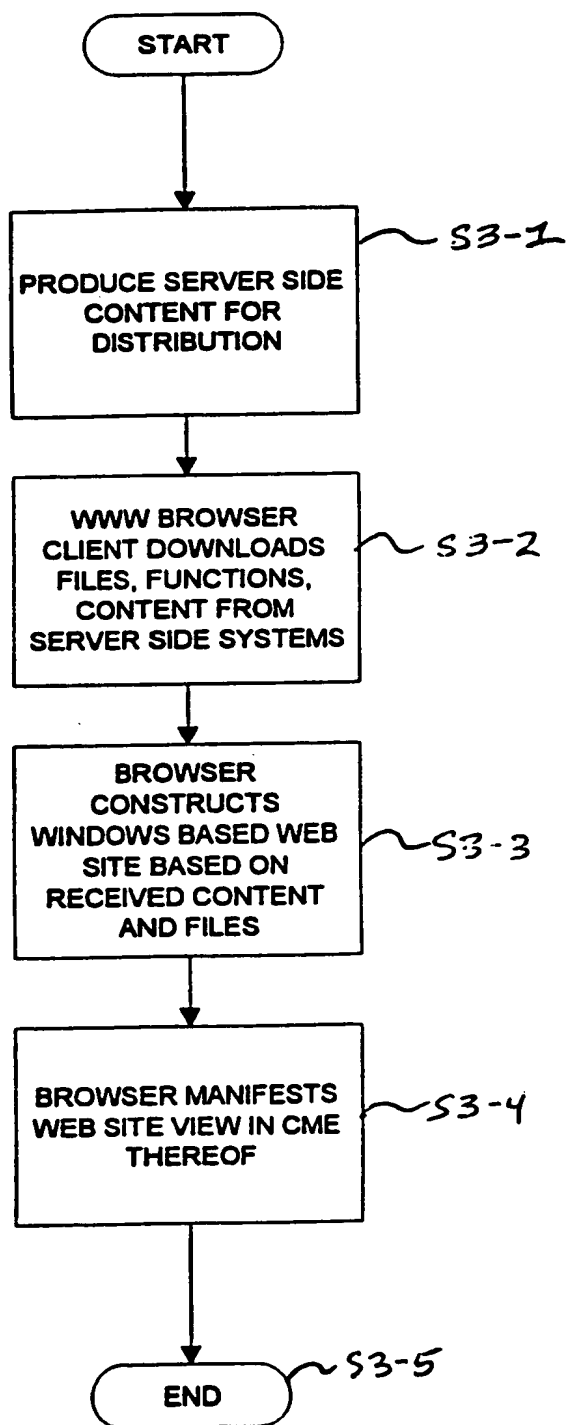 START
S3-1
PRODUCE SERVER SIDE
CONTENT FOR
DISTRIBUTION
WWW BROWSER
CLIENT DOWNLOADS
FILES, FUNCTIONS,
CONTENT FROM
SERVER SIDE SYSTEMS
S3-2
BROWSER
CONSTRUCTS
WINDOWS BASED WEB
SITE BASED ON
RECEIVED CONTENT
AND FILES
S3-3
BROWSER MANIFESTS
WEB SITE VIEW IN CME
THEREOF
S3-4
END
S3-5